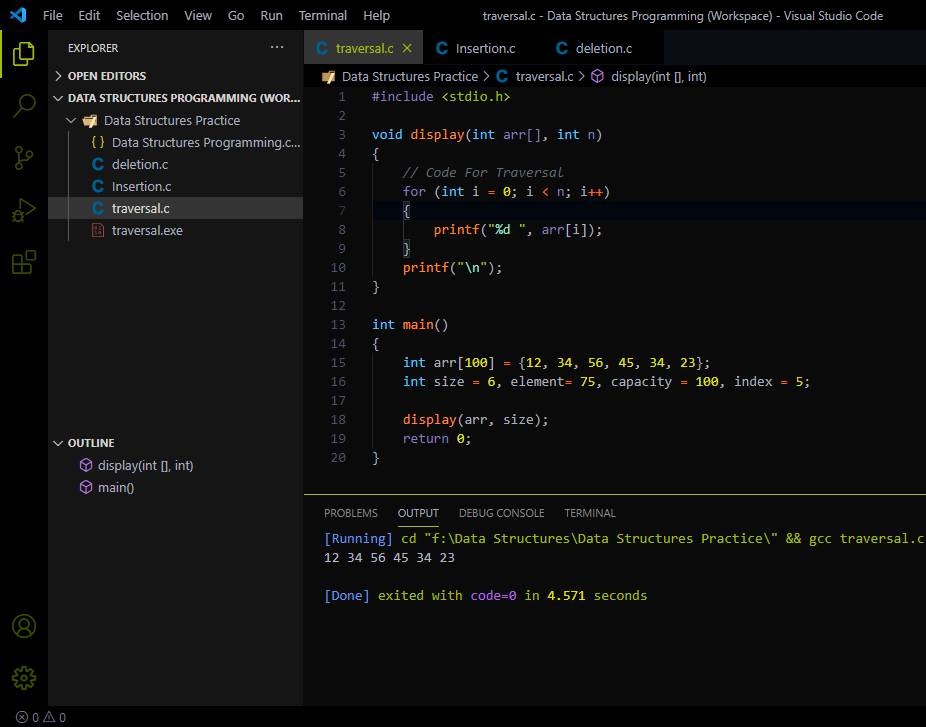 File Edit Selection View Go Run Terminal Help traversal.c - Data Structures Programming (Workspace) - Visual Studio Code
EXPLORER ···
OPEN EDITORS
DATA STRUCTURES PROGRAMMING (WOR...
Data Structures Practice
{} Data Structures Programming.c...
C deletion.c
C Insertion.c
C traversal.c
traversal.exe
OUTLINE
display(int [], int)
main()
C traversal.c × C Insertion.c C deletion.c
Data Structures Practice > C traversal.c > display(int [], int)
1 #include <stdio.h>
2
3 void display(int arr[], int n)
4 {
5 // Code For Traversal
6 for (int i = 0; i < n; i++)
7 {
8 printf("%d ", arr[i]);
9 }
10 printf("\n");
11 }
12
13 int main()
14 {
15 int arr[100] = {12, 34, 56, 45, 34, 23};
16 int size = 6, element= 75, capacity = 100, index = 5;
17
18 display(arr, size);
19 return 0;
20 }
PROBLEMS OUTPUT DEBUG CONSOLE TERMINAL
[Running] cd "f:\Data Structures\Data Structures Practice\" && gcc traversal.c
12 34 56 45 34 23
[Done] exited with code=0 in 4.571 seconds
0 0